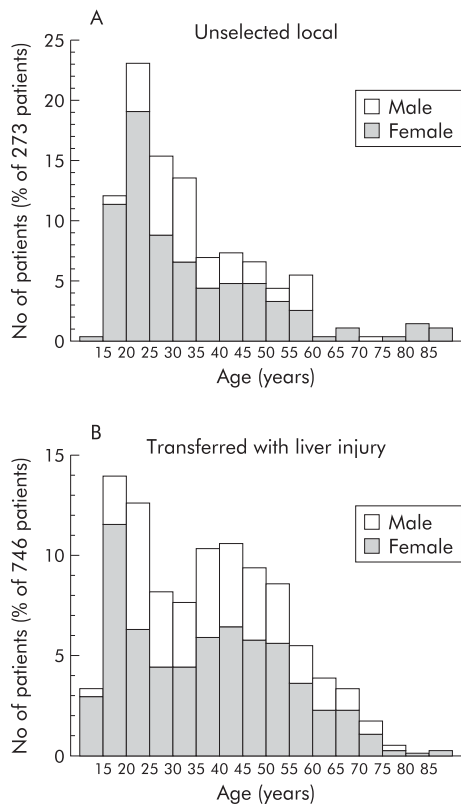 A
Unselected local
25
20
15
10
5
0
No of patients (% of 273 patients)
Male
Female
15 20 25 30 35 40 45 50 55 60 65 70 75 80 85
Age (years)
B
Transferred with liver injury
15
10
5
0
No of patients (% of 746 patients)
Male
Female
15 20 25 30 35 40 45 50 55 60 65 70 75 80 85
Age (years)